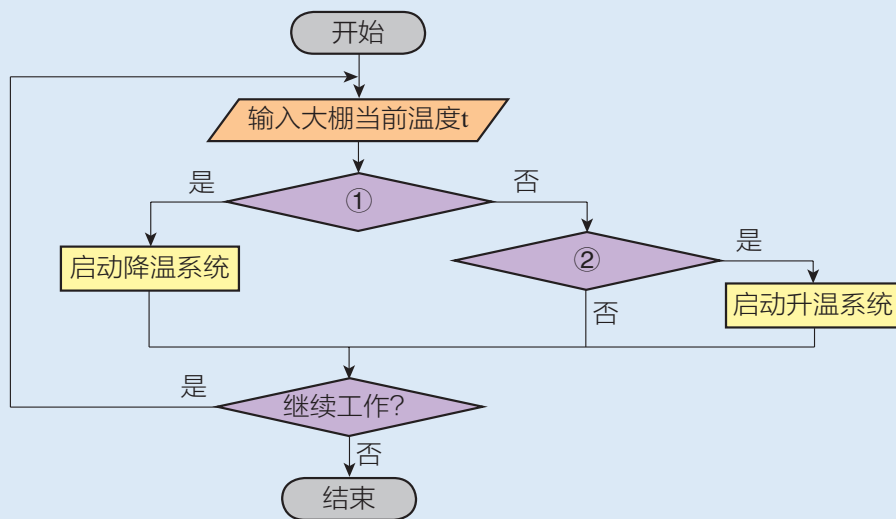 开始
输入大棚当前温度t
是
①
否
启动降温系统
②
是
否
启动升温系统
是
继续工作?
否
结束